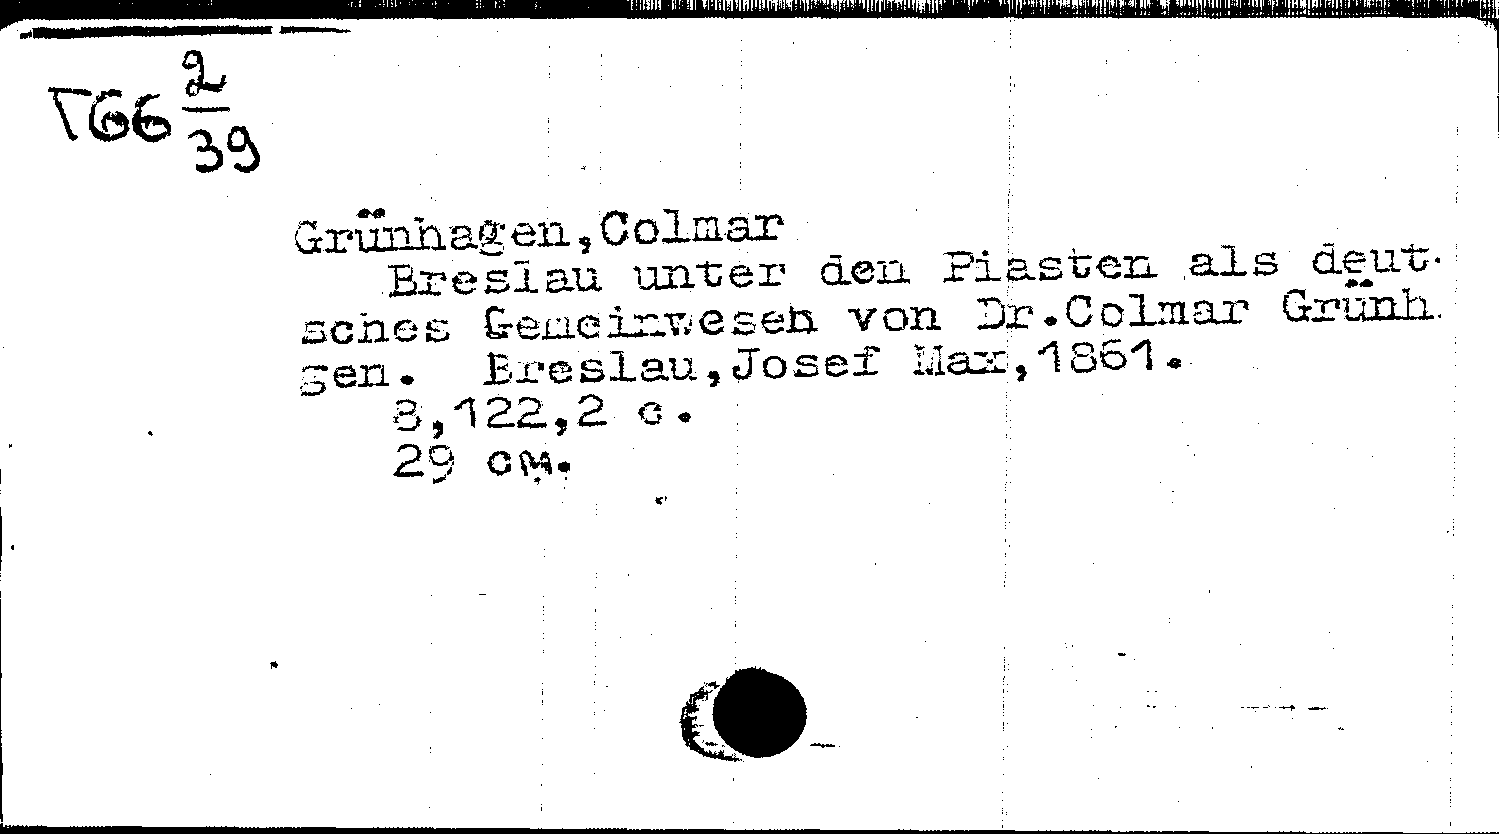 Г66 2/39
Grünhagen,Colmar
Breslau unter den Piasten als deut-
sches Gemeinwesen von Dr.Colmar Grünh
gen. Breslau,Josef Max,1861.
8,122,2 с.
29 см.